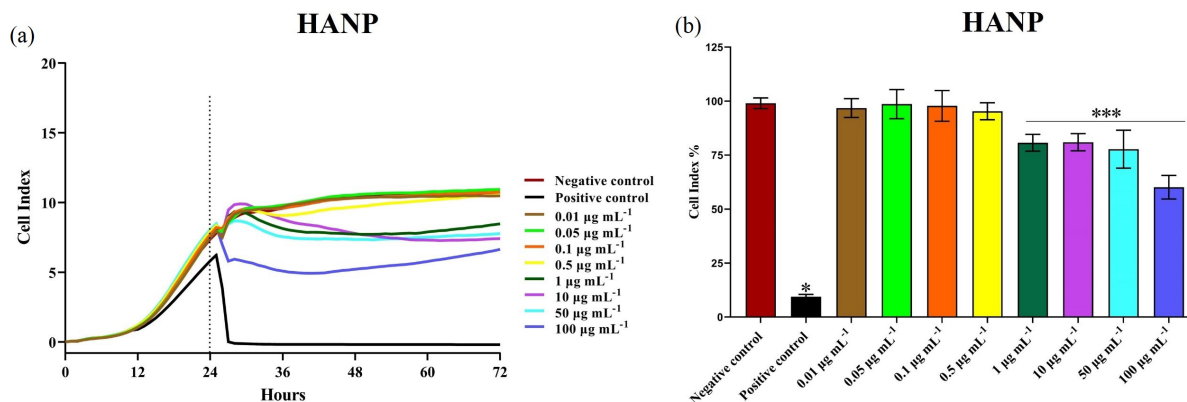 (a)
HANP
20
15
10
5
0
Cell Index
0 12 24 36 48 60 72
Hours
Negative control
Positive control
0.01 µg mL⁻¹
0.05 µg mL⁻¹
0.1 µg mL⁻¹
0.5 µg mL⁻¹
1 µg mL⁻¹
10 µg mL⁻¹
50 µg mL⁻¹
100 µg mL⁻¹
(b)
HANP
125
100
75
50
25
0
Cell Index %
*
***
Negative control
Positive control
0.01 µg mL⁻¹
0.05 µg mL⁻¹
0.1 µg mL⁻¹
0.5 µg mL⁻¹
1 µg mL⁻¹
10 µg mL⁻¹
50 µg mL⁻¹
100 µg mL⁻¹